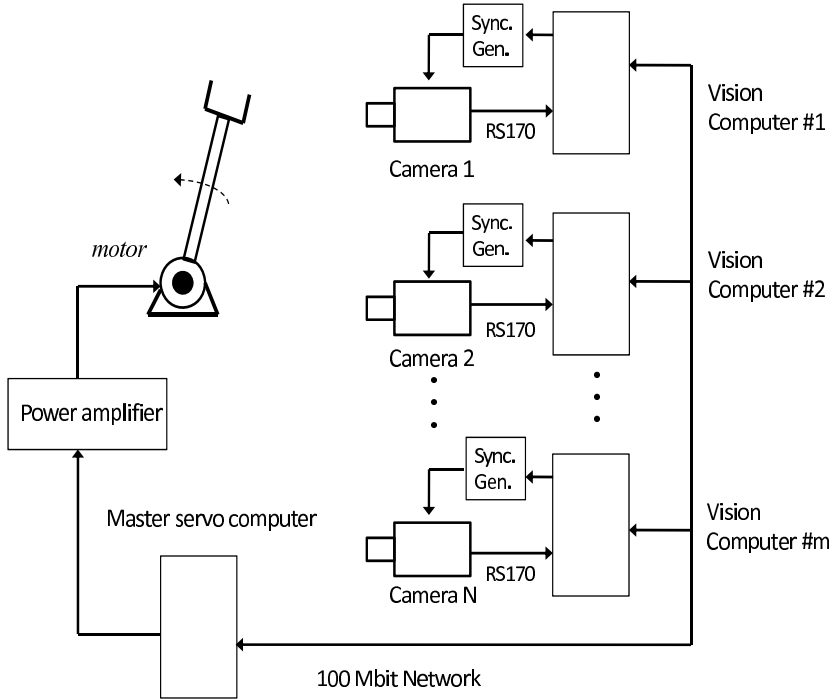 Sync.
Gen.
RS170
Camera 1
Vision
Computer #1
motor
Sync.
Gen.
RS170
Camera 2
Vision
Computer #2
Power amplifier
Sync.
Gen.
RS170
Camera N
Vision
Computer #m
Master servo computer
100 Mbit Network